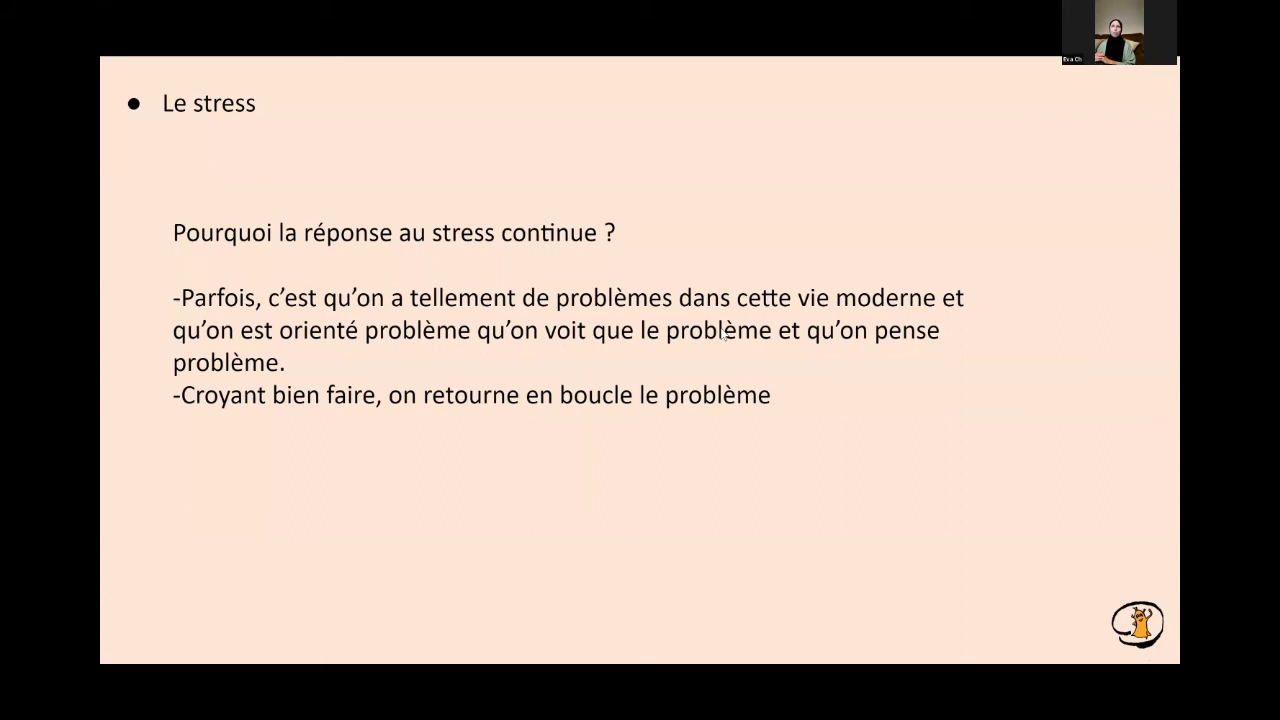 Eva Ch
● Le stress
Pourquoi la réponse au stress continue ?
-Parfois, c’est qu’on a tellement de problèmes dans cette vie moderne et
qu’on est orienté problème qu’on voit que le problème et qu’on pense
problème.
-Croyant bien faire, on retourne en boucle le problème